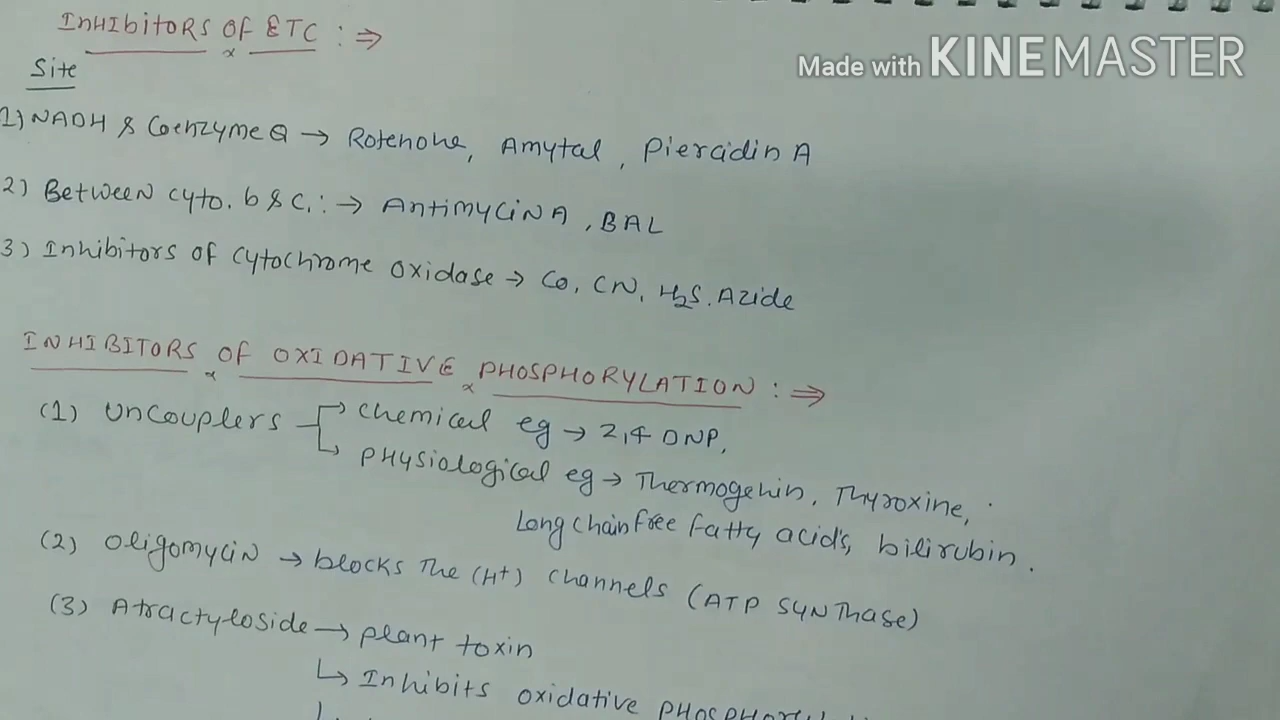 INHIBITORS OF ETC : ⇒
Made with KINEMASTER
Site
1) NADH & Coenzyme Q → Rotenone, Amytal, Pieradin A
2) Between Cyto. b & C₁ : → Antimycin A, BAL
3) Inhibitors of Cytochrome oxidase → Co, CN, H₂S. Azide
INHIBITORS OF OXIDATIVE PHOSPHORYLATION : ⇒
(1) Uncouplers → Chemical eg → 2,4 DNP,
↳ Physiological eg → Thermogenin, Thyroxine,
Long chain free fatty acids, bilirubin.
(2) Oligomycin → blocks The (H⁺) channels (ATP Synthase)
(3) Atractyloside → plant toxin
↳ Inhibits oxidative